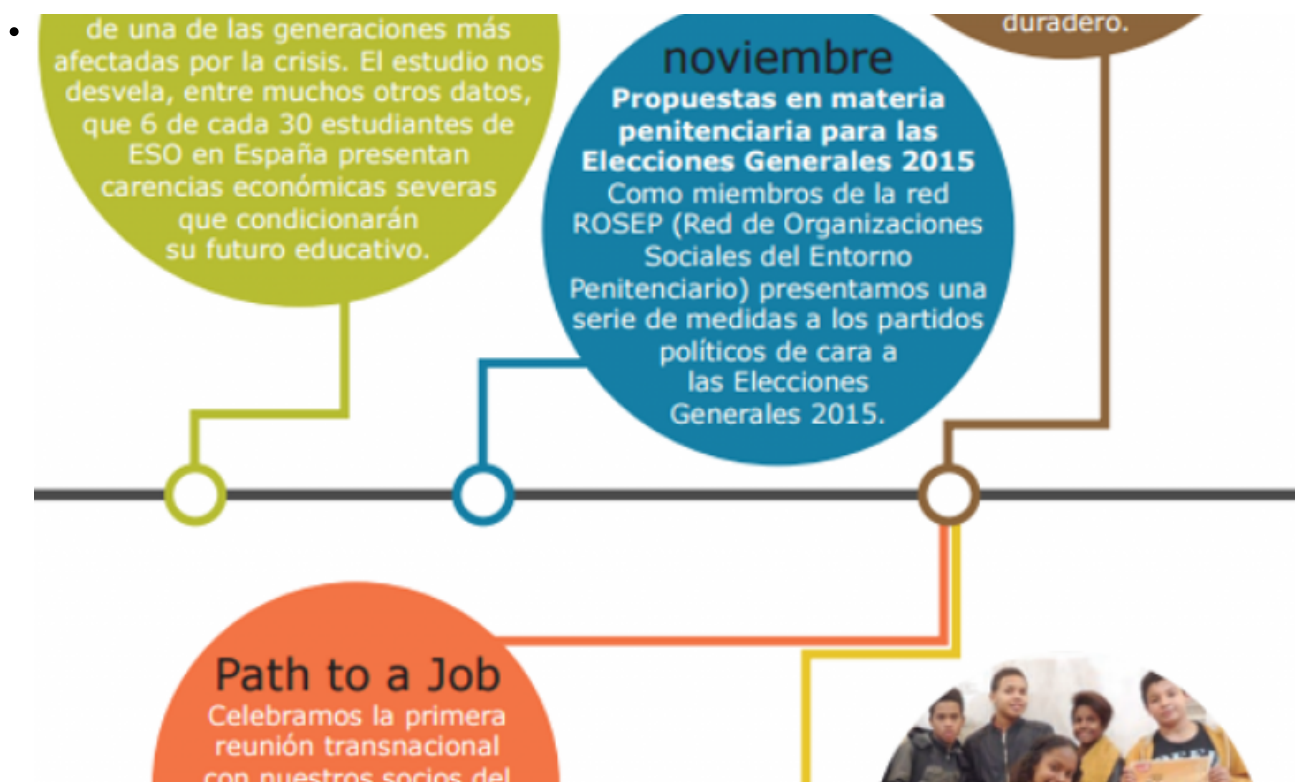 de una de las generaciones más
afectadas por la crisis. El estudio nos
desvela, entre muchos otros datos,
que 6 de cada 30 estudiantes de
ESO en España presentan
carencias económicas severas
que condicionarán
su futuro educativo.
noviembre
Propuestas en materia
penitenciaria para las
Elecciones Generales 2015
Como miembros de la red
ROSEP (Red de Organizaciones
Sociales del Entorno
Penitenciario) presentamos una
serie de medidas a los partidos
políticos de cara a
las Elecciones
Generales 2015.
duradero.
Path to a Job
Celebramos la primera
reunión transnacional
con nuestros socios del